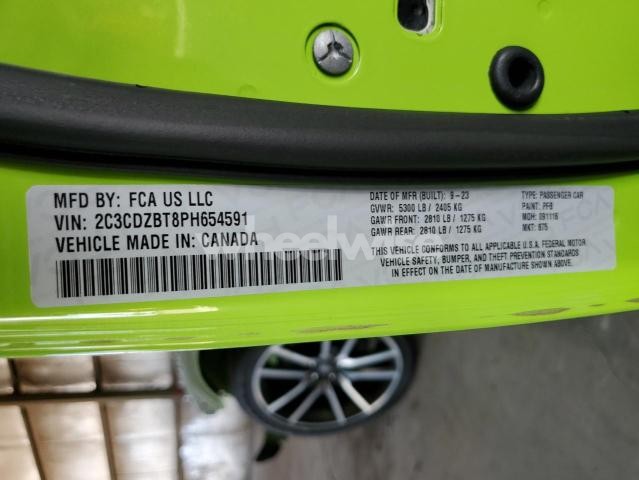 MFD BY: FCA US LLC
VIN: 2C3CDZBT8PH654591
VEHICLE MADE IN: CANADA
DATE OF MFR (BUILT): 9-23
GVWR: 5300 LB / 2405 KG
GAWR FRONT: 2810 LB / 1275 KG
GAWR REAR: 2810 LB / 1275 KG
TYPE: PASSENGER CAR
PAINT: PFB
MDH: 091116
MKT: 875
THIS VEHICLE CONFORMS TO ALL APPLICABLE U.S.A. FEDERAL MOTOR
VEHICLE SAFETY, BUMPER, AND THEFT PREVENTION STANDARDS
IN EFFECT ON THE DATE OF MANUFACTURE SHOWN ABOVE.